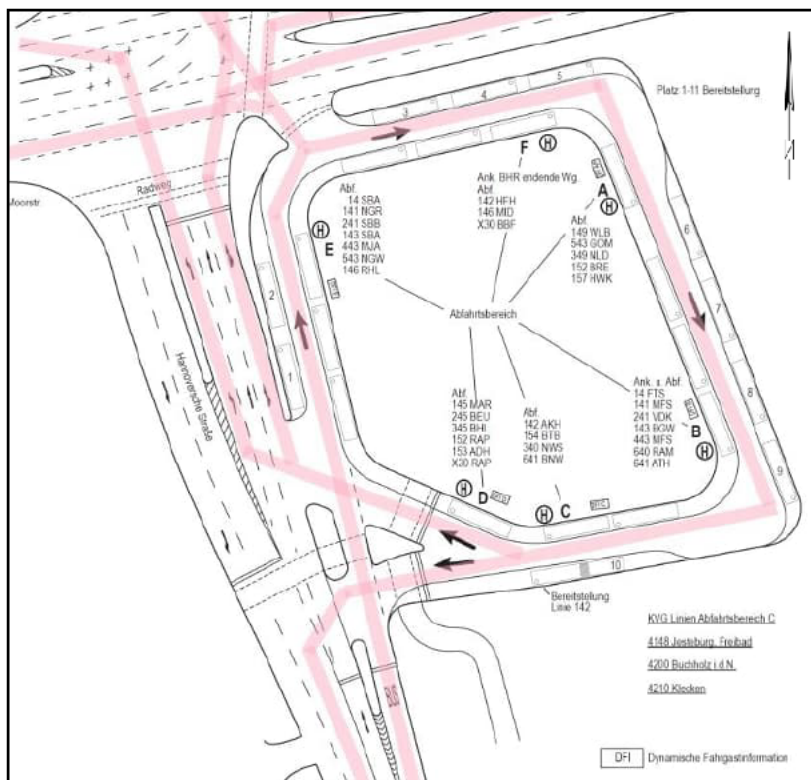 3
4
5
Platz 1-11 Bereitstellung
Radweg
Moorstr.
F
H
Ank. BHR endende Wg.
Abf.
142 HFH
146 MID
X30 BBF
A
H
Abf.
149 WLB
543 GOM
349 NLD
152 BRE
157 HWK
Abf.
14 SBA
141 NGR
241 SBB
143 SBA
443 MJA
543 NGW
146 RHL
H
E
6
7
8
9
2
1
Hannoversche Straße
Abfahrtsbereich
Abf.
145 MAR
245 BEU
345 BHI
152 RAP
153 ADH
X30 RAP
Abf.
142 AKH
154 BTB
340 NWS
641 BNW
Ank. u. Abf.
14 FTS
141 MFS
241 VDK
143 BGW
443 MFS
640 RAM
641 ATH
B
H
H
D
H
C
10
Bereitstellung
Linie 142
KVG Linien Abfahrtsbereich C
4148 Jesteburg, Freibad
4200 Buchholz i.d.N.
4210 Klecken
DFI
Dynamische Fahrgastinformation